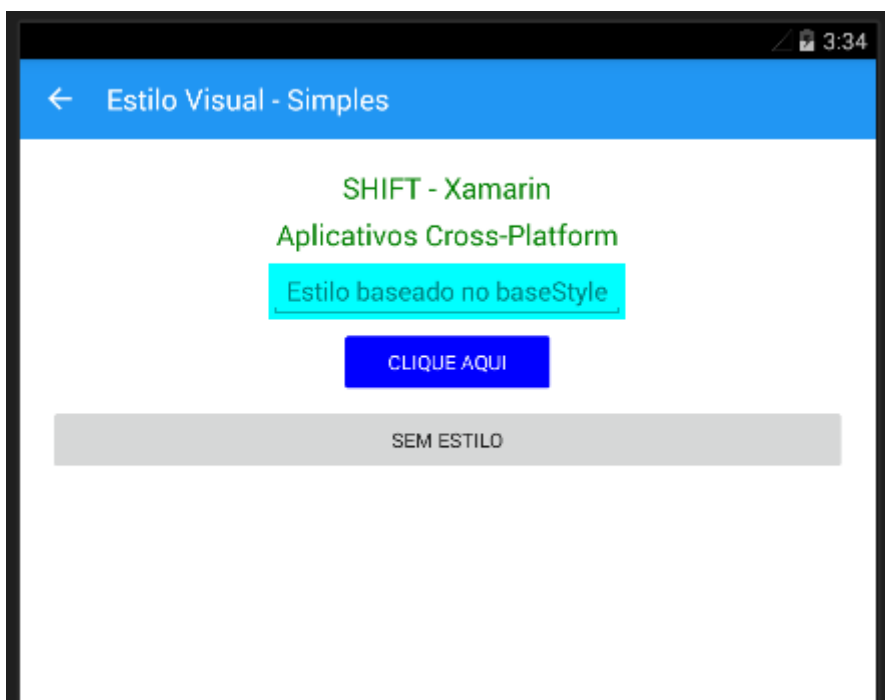 3:34
Estilo Visual - Simples
SHIFT - Xamarin
Aplicativos Cross-Platform
Estilo baseado no baseStyle
CLIQUE AQUI
SEM ESTILO